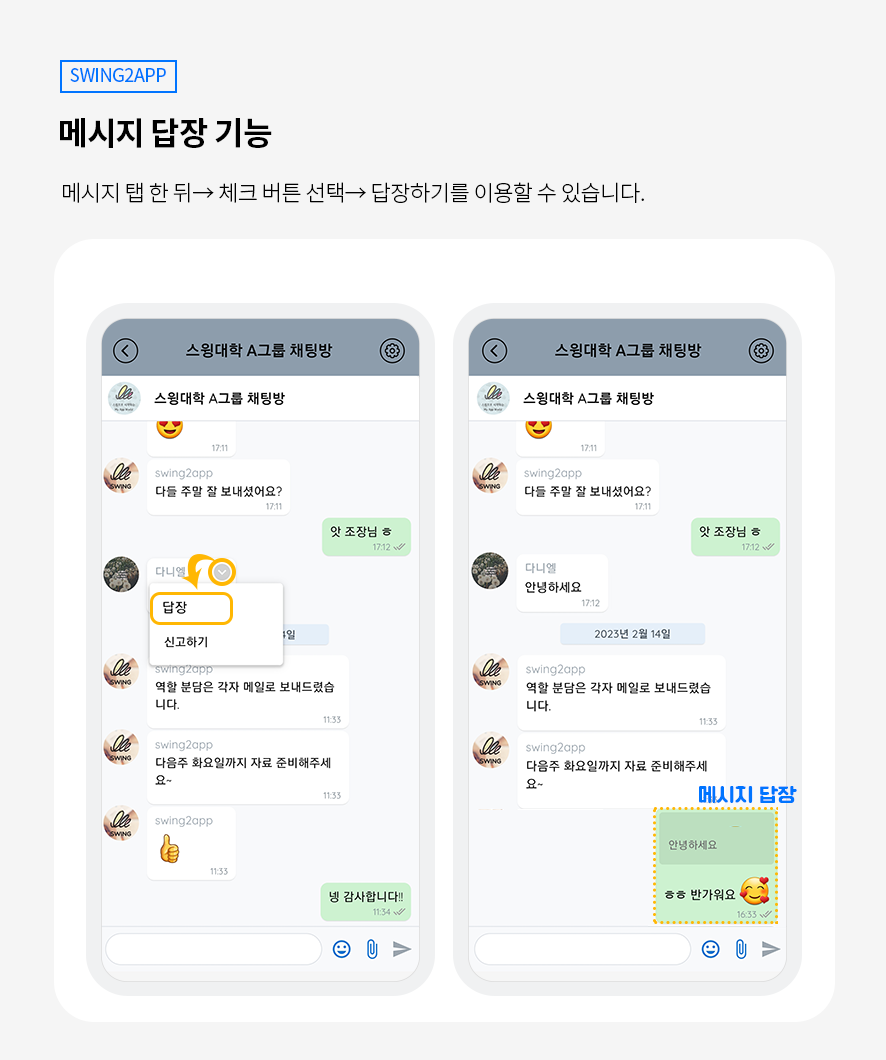 SWING2APP
메시지 답장 기능
메시지 탭 한 뒤→ 체크 버튼 선택→ 답장하기를 이용할 수 있습니다.
스윙대학 A그룹 채팅방
스윙대학 A그룹 채팅방
17:11
swing2app
다들 주말 잘 보내셨어요?
17:11
SWING
앗 조장님 ㅎ
17:12
다니엘
답장
신고하기
4일
swing2app
역할 분담은 각자 메일로 보내드렸습
니다.
11:33
SWING
swing2app
다음주 화요일까지 자료 준비해주세
요~
11:33
SWING
swing2app
11:33
SWING
넹 감사합니다!!
11:34
스윙대학 A그룹 채팅방
스윙대학 A그룹 채팅방
17:11
swing2app
다들 주말 잘 보내셨어요?
17:11
SWING
앗 조장님 ㅎ
17:12
다니엘
안녕하세요
17:12
2023년 2월 14일
swing2app
역할 분담은 각자 메일로 보내드렸습
니다.
11:33
SWING
swing2app
다음주 화요일까지 자료 준비해주세
요~
SWING
메시지 답장
안녕하세요
ㅎㅎ 반가워요
16:33